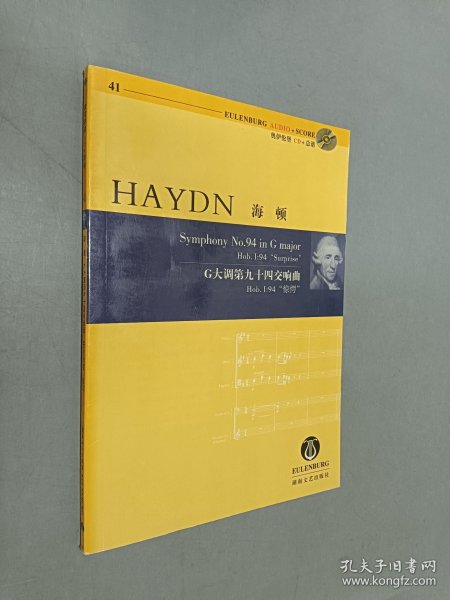 41
EULENBURG AUDIO+SCORE
奥伊伦堡 CD+总谱
HAYDN 海顿
Symphony No.94 in G major
Hob. I:94 "Surprise"
G大调第九十四交响曲
Hob. I:94 "惊愕"
EULENBURG
湖南文艺出版社
孔夫子旧书网
www.kongfz.com